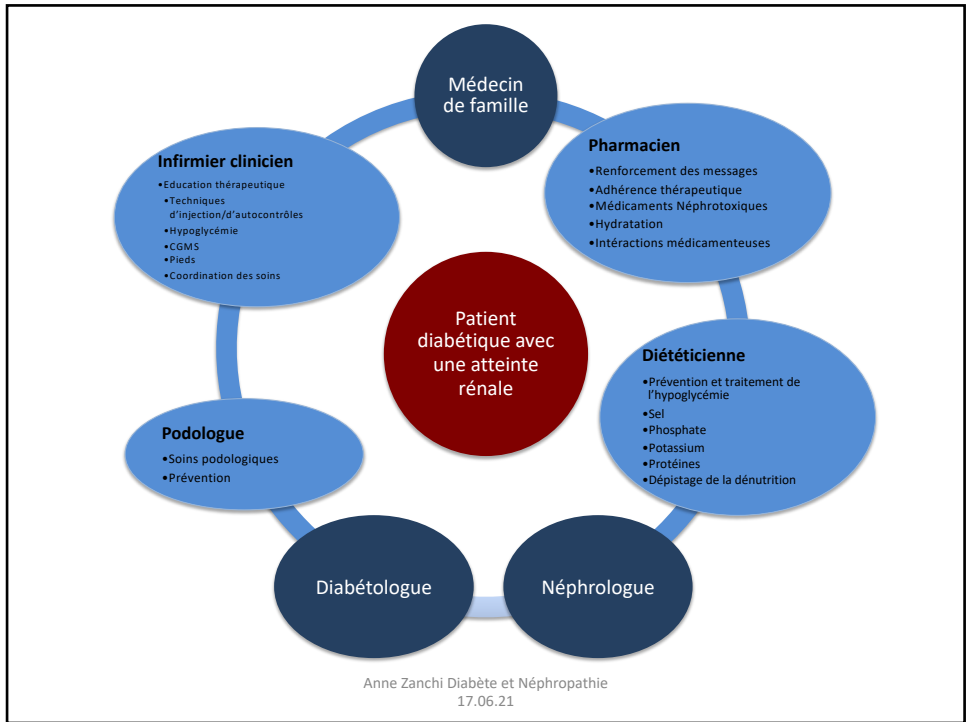 Médecin
de famille
Pharmacien
•Renforcement des messages
•Adhérence thérapeutique
•Médicaments Néphrotoxiques
•Hydratation
•Intéractions médicamenteuses
Infirmier clinicien
•Education thérapeutique
•Techniques
d'injection/d'autocontrôles
•Hypoglycémie
•CGMS
•Pieds
•Coordination des soins
Patient
diabétique avec
une atteinte
rénale
Diététicienne
•Prévention et traitement de
l'hypoglycémie
•Sel
•Phosphate
•Potassium
•Protéines
•Dépistage de la dénutrition
Podologue
•Soins podologiques
•Prévention
Diabétologue
Néphrologue
Anne Zanchi Diabète et Néphropathie
17.06.21